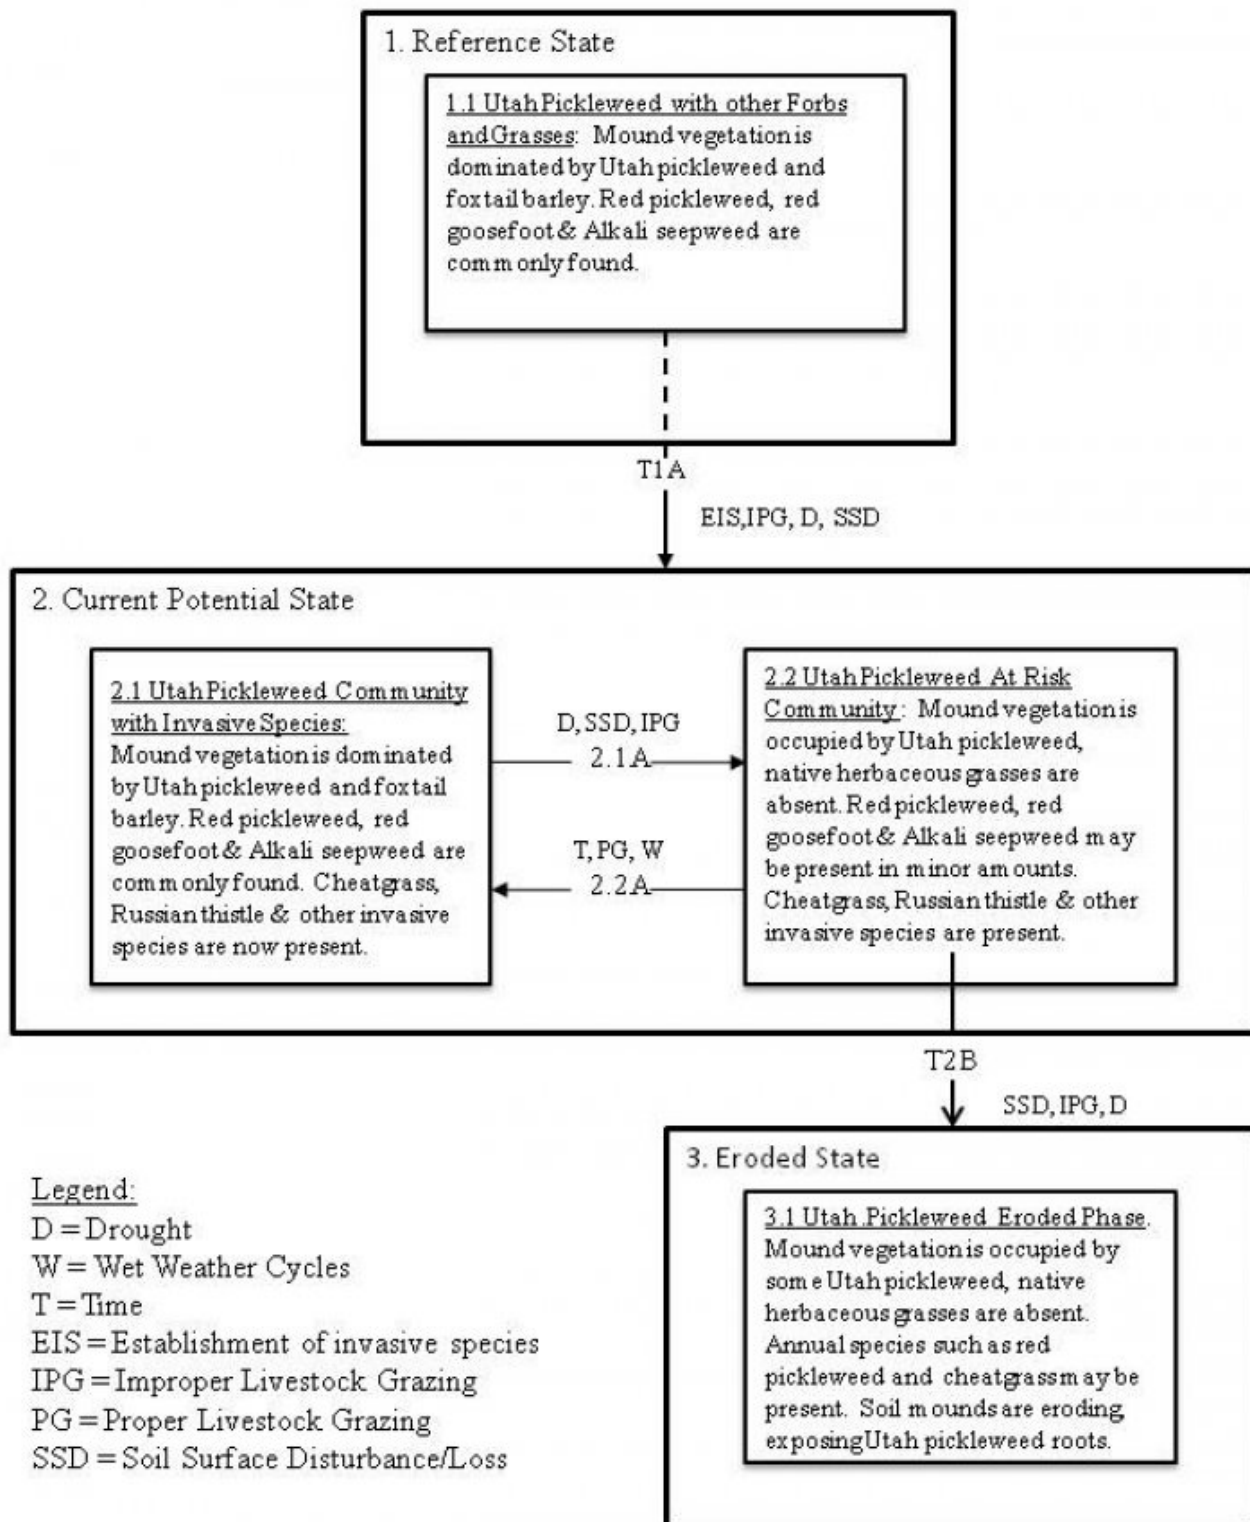 1. Reference State
1.1 Utah Pickleweed with other Forbs
and Grasses: Mound vegetation is
dominated by Utah pickleweed and
foxtail barley. Red pickleweed, red
goosefoot & Alkali seepweed are
commonly found.
T1A
EIS,IPG, D, SSD
2. Current Potential State
2.1 Utah Pickleweed Community
with Invasive Species:
Mound vegetation is dominated
by Utah pickleweed and foxtail
barley. Red pickleweed, red
goosefoot & Alkali seepweed are
commonly found. Cheatgrass,
Russian thistle & other invasive
species are now present.
D, SSD, IPG
2.1A
T, PG, W
2.2A
2.2 Utah Pickleweed At Risk
Community: Mound vegetation is
occupied by Utah pickleweed,
native herbaceous grasses are
absent. Red pickleweed, red
goosefoot & Alkali seepweed may
be present in minor amounts.
Cheatgrass, Russian thistle & other
invasive species are present.
T2B
SSD, IPG, D
3. Eroded State
3.1 Utah .Pickleweed Eroded Phase.
Mound vegetation is occupied by
some Utah pickleweed, native
herbaceous grasses are absent.
Annual species such as red
pickleweed and cheatgrass may be
present. Soil mounds are eroding,
exposing Utah pickleweed roots.
Legend:
D = Drought
W = Wet Weather Cycles
T = Time
EIS = Establishment of invasive species
IPG = Improper Livestock Grazing
PG = Proper Livestock Grazing
SSD = Soil Surface Disturbance/Loss